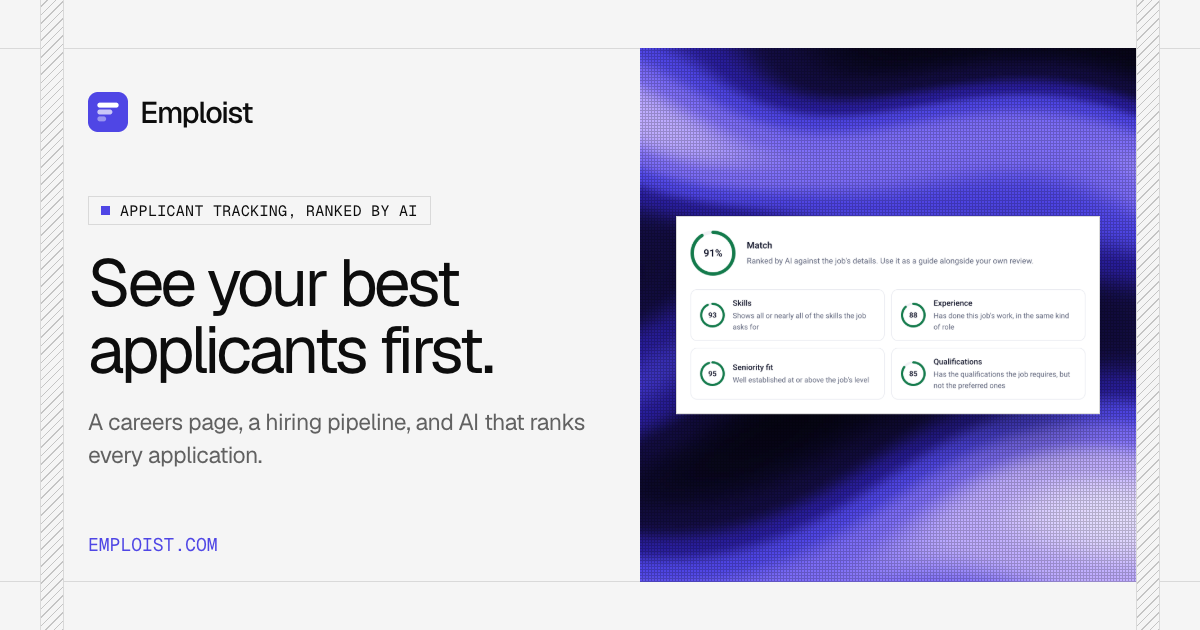 Emploist
APPLICANT TRACKING, RANKED BY AI
See your best
applicants first.
A careers page, a hiring pipeline, and AI that ranks
every application.
EMPLOIST.COM
91%
Match
Ranked by AI against the job's details. Use it as a guide alongside your own review.
93
Skills
Shows all or nearly all of the skills the job
asks for
88
Experience
Has done this job's work, in the same kind
of role
95
Seniority fit
Well established at or above the job's level
85
Qualifications
Has the qualifications the job requires, but
not the preferred ones